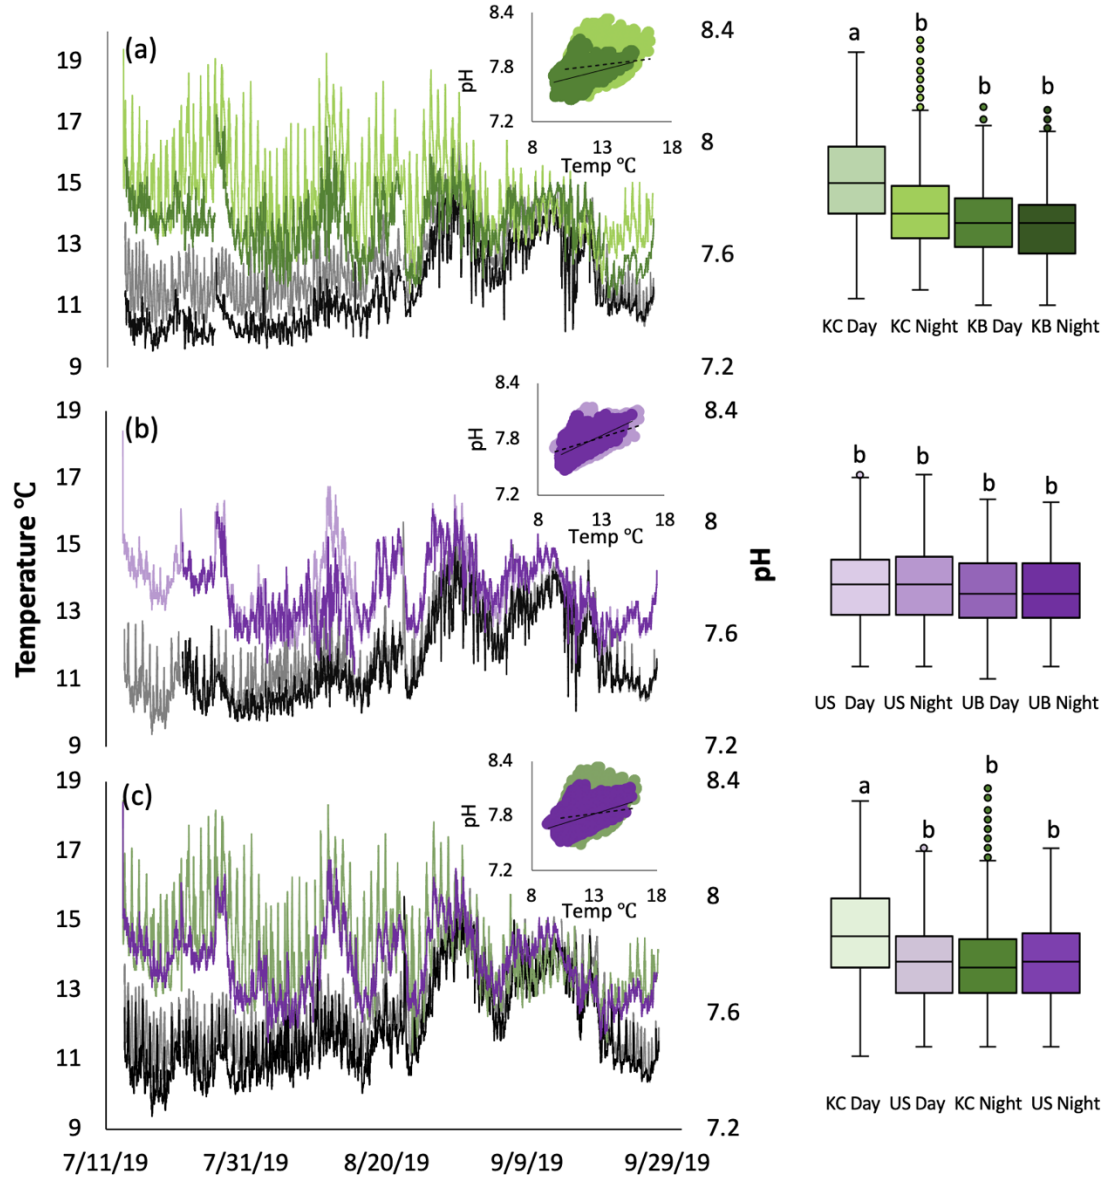 (a)
19
17
15
13
11
9
8.4
7.8
7.2
pH
8 13 18
Temp °C
8.4
8
7.6
7.2
a b b b
KC Day KC Night KB Day KB Night
(b)
19
17
15
13
11
9
8.4
7.8
7.2
pH
8 13 18
Temp °C
8.4
8
7.6
7.2
b b b b
US Day US Night UB Day UB Night
Temperature °C
pH
(c)
19
17
15
13
11
9
8.4
7.8
7.2
pH
8 13 18
Temp °C
8.4
8
7.6
7.2
a b b b
KC Day US Day KC Night US Night
7/11/19 7/31/19 8/20/19 9/9/19 9/29/19